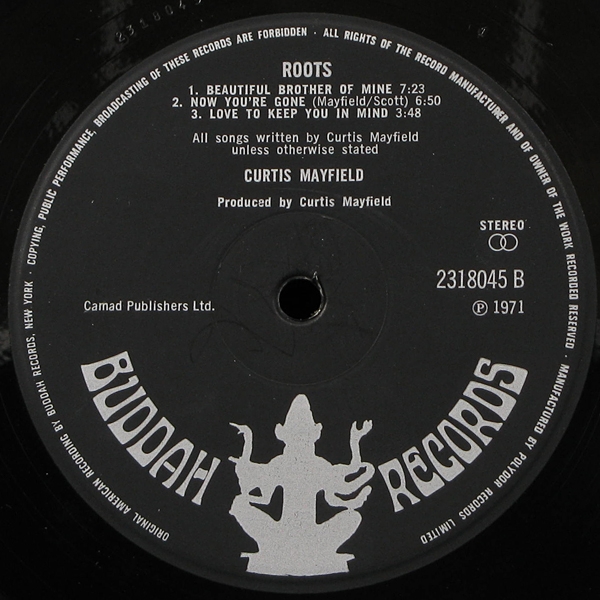 ROOTS
1. BEAUTIFUL BROTHER OF MINE 7:23
2. NOW YOU'RE GONE (Mayfield/Scott) 6:50
3. LOVE TO KEEP YOU IN MIND 3:48
All songs written by Curtis Mayfield
unless otherwise stated
CURTIS MAYFIELD
Produced by Curtis Mayfield
STEREO
2318045 B
℗ 1971
Camad Publishers Ltd.
BUDDAH RECORDS
ORIGINAL AMERICAN RECORDING BY BUDDAH RECORDS, NEW YORK · COPYING, PUBLIC PERFORMANCE, BROADCASTING OF THESE RECORDS ARE FORBIDDEN · ALL RIGHTS OF THE RECORD MANUFACTURER AND OF OWNER OF THE WORK RECORDED RESERVED · MANUFACTURED BY POLYDOR RECORDS LIMITED